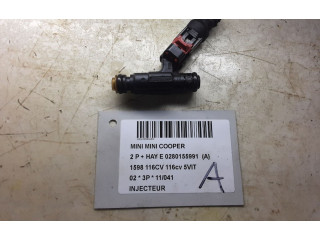 MINI MINI COOPER
2 P + HAY E 0280155991 (A)
1598 116CV 116cv 5VIT
02 * 3P * 11/041
INJECTEUR
A